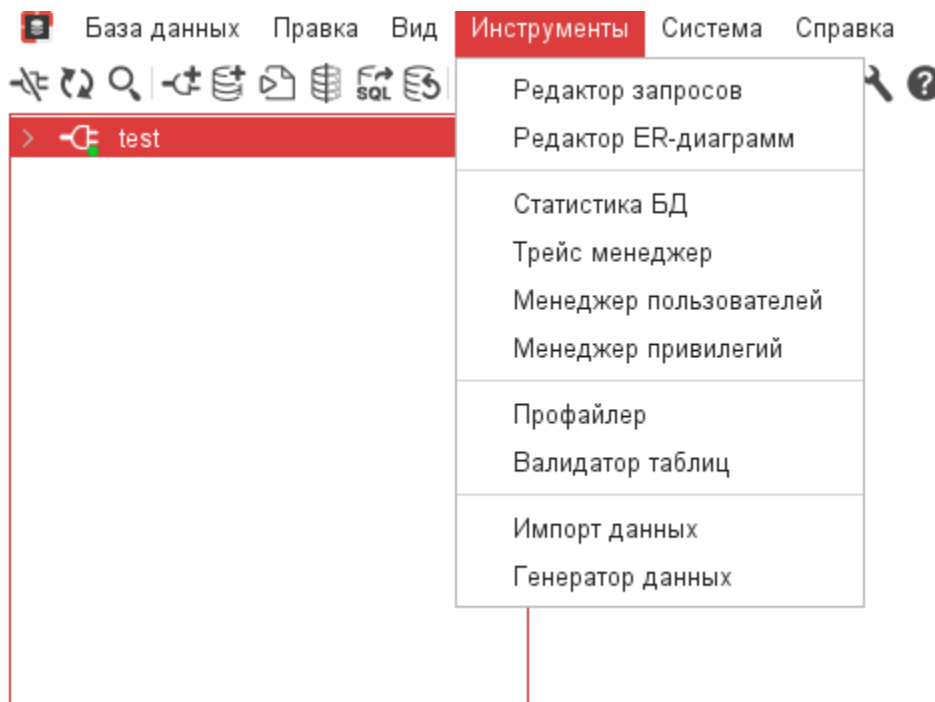 База данных Правка Вид Инструменты Система Справка
SQL
test
Редактор запросов
Редактор ER-диаграмм
Статистика БД
Трейс менеджер
Менеджер пользователей
Менеджер привилегий
Профайлер
Валидатор таблиц
Импорт данных
Генератор данных